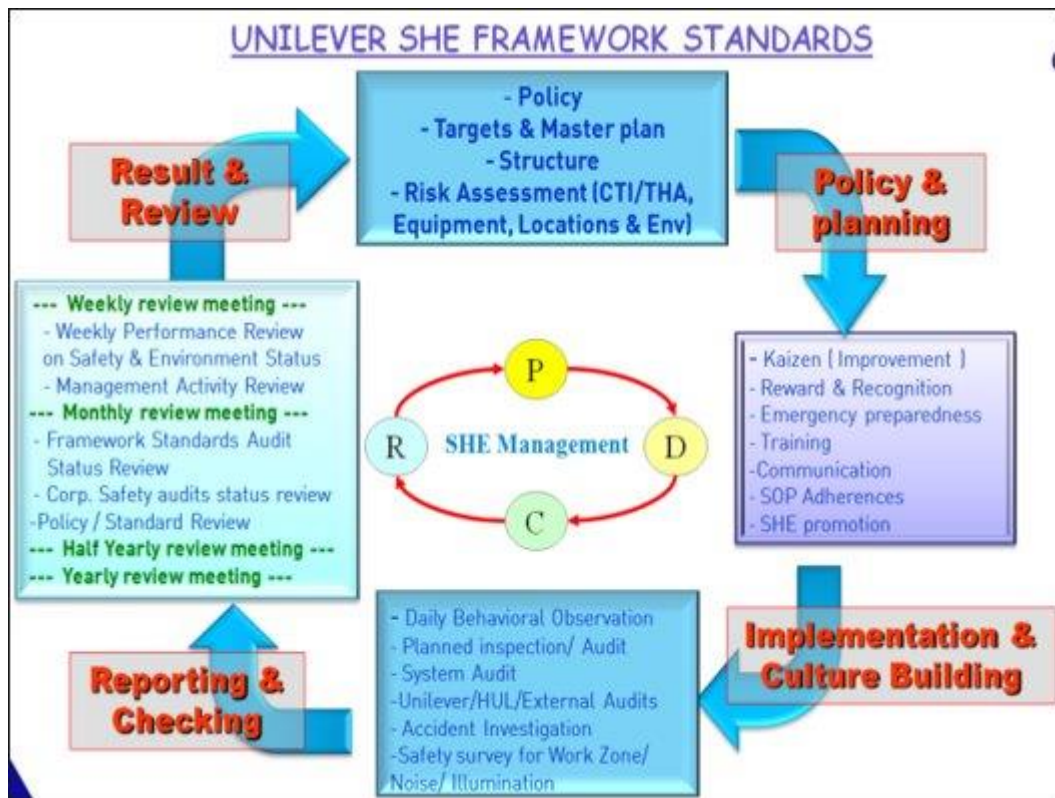 UNILEVER SHE FRAMEWORK STANDARDS
- Policy
- Targets & Master plan
- Structure
- Risk Assessment (CTI/THA,
Equipment, Locations & Env)
Result &
Review
Policy &
planning
--- Weekly review meeting ---
- Weekly Performance Review
on Safety & Environment Status
- Management Activity Review
--- Monthly review meeting ---
- Framework Standards Audit
Status Review
- Corp. Safety audits status review
-Policy / Standard Review
--- Half Yearly review meeting ---
--- Yearly review meeting ---
P
R
SHE Management
D
C
- Kaizen ( Improvement )
- Reward & Recognition
- Emergency preparedness
- Training
-Communication
- SOP Adherences
- SHE promotion
Reporting &
Checking
- Daily Behavioral Observation
- Planned inspection/ Audit
- System Audit
-Unilever/HUL/External Audits
- Accident Investigation
-Safety survey for Work Zone/
Noise/ Illumination
Implementation &
Culture Building